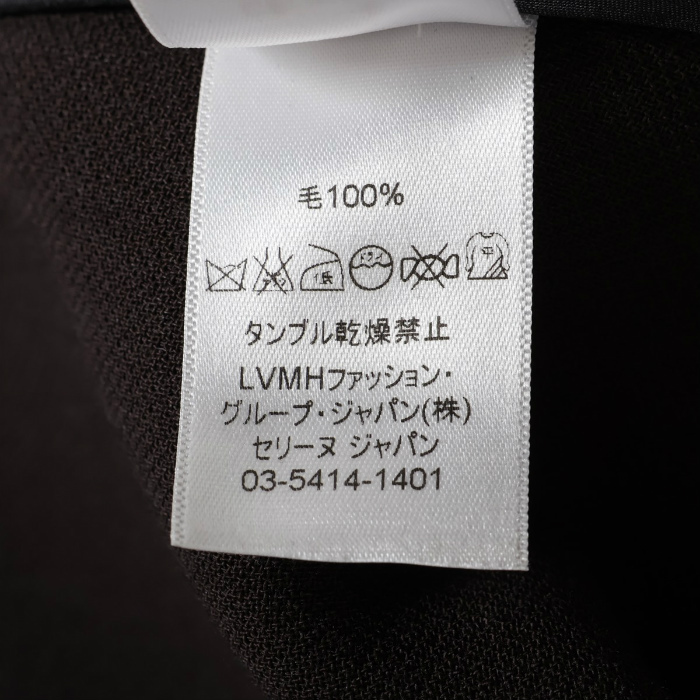 毛100%
タンブル乾燥禁止
LVMHファッション・
グループ・ジャパン(株)
セリーヌ ジャパン
03-5414-1401